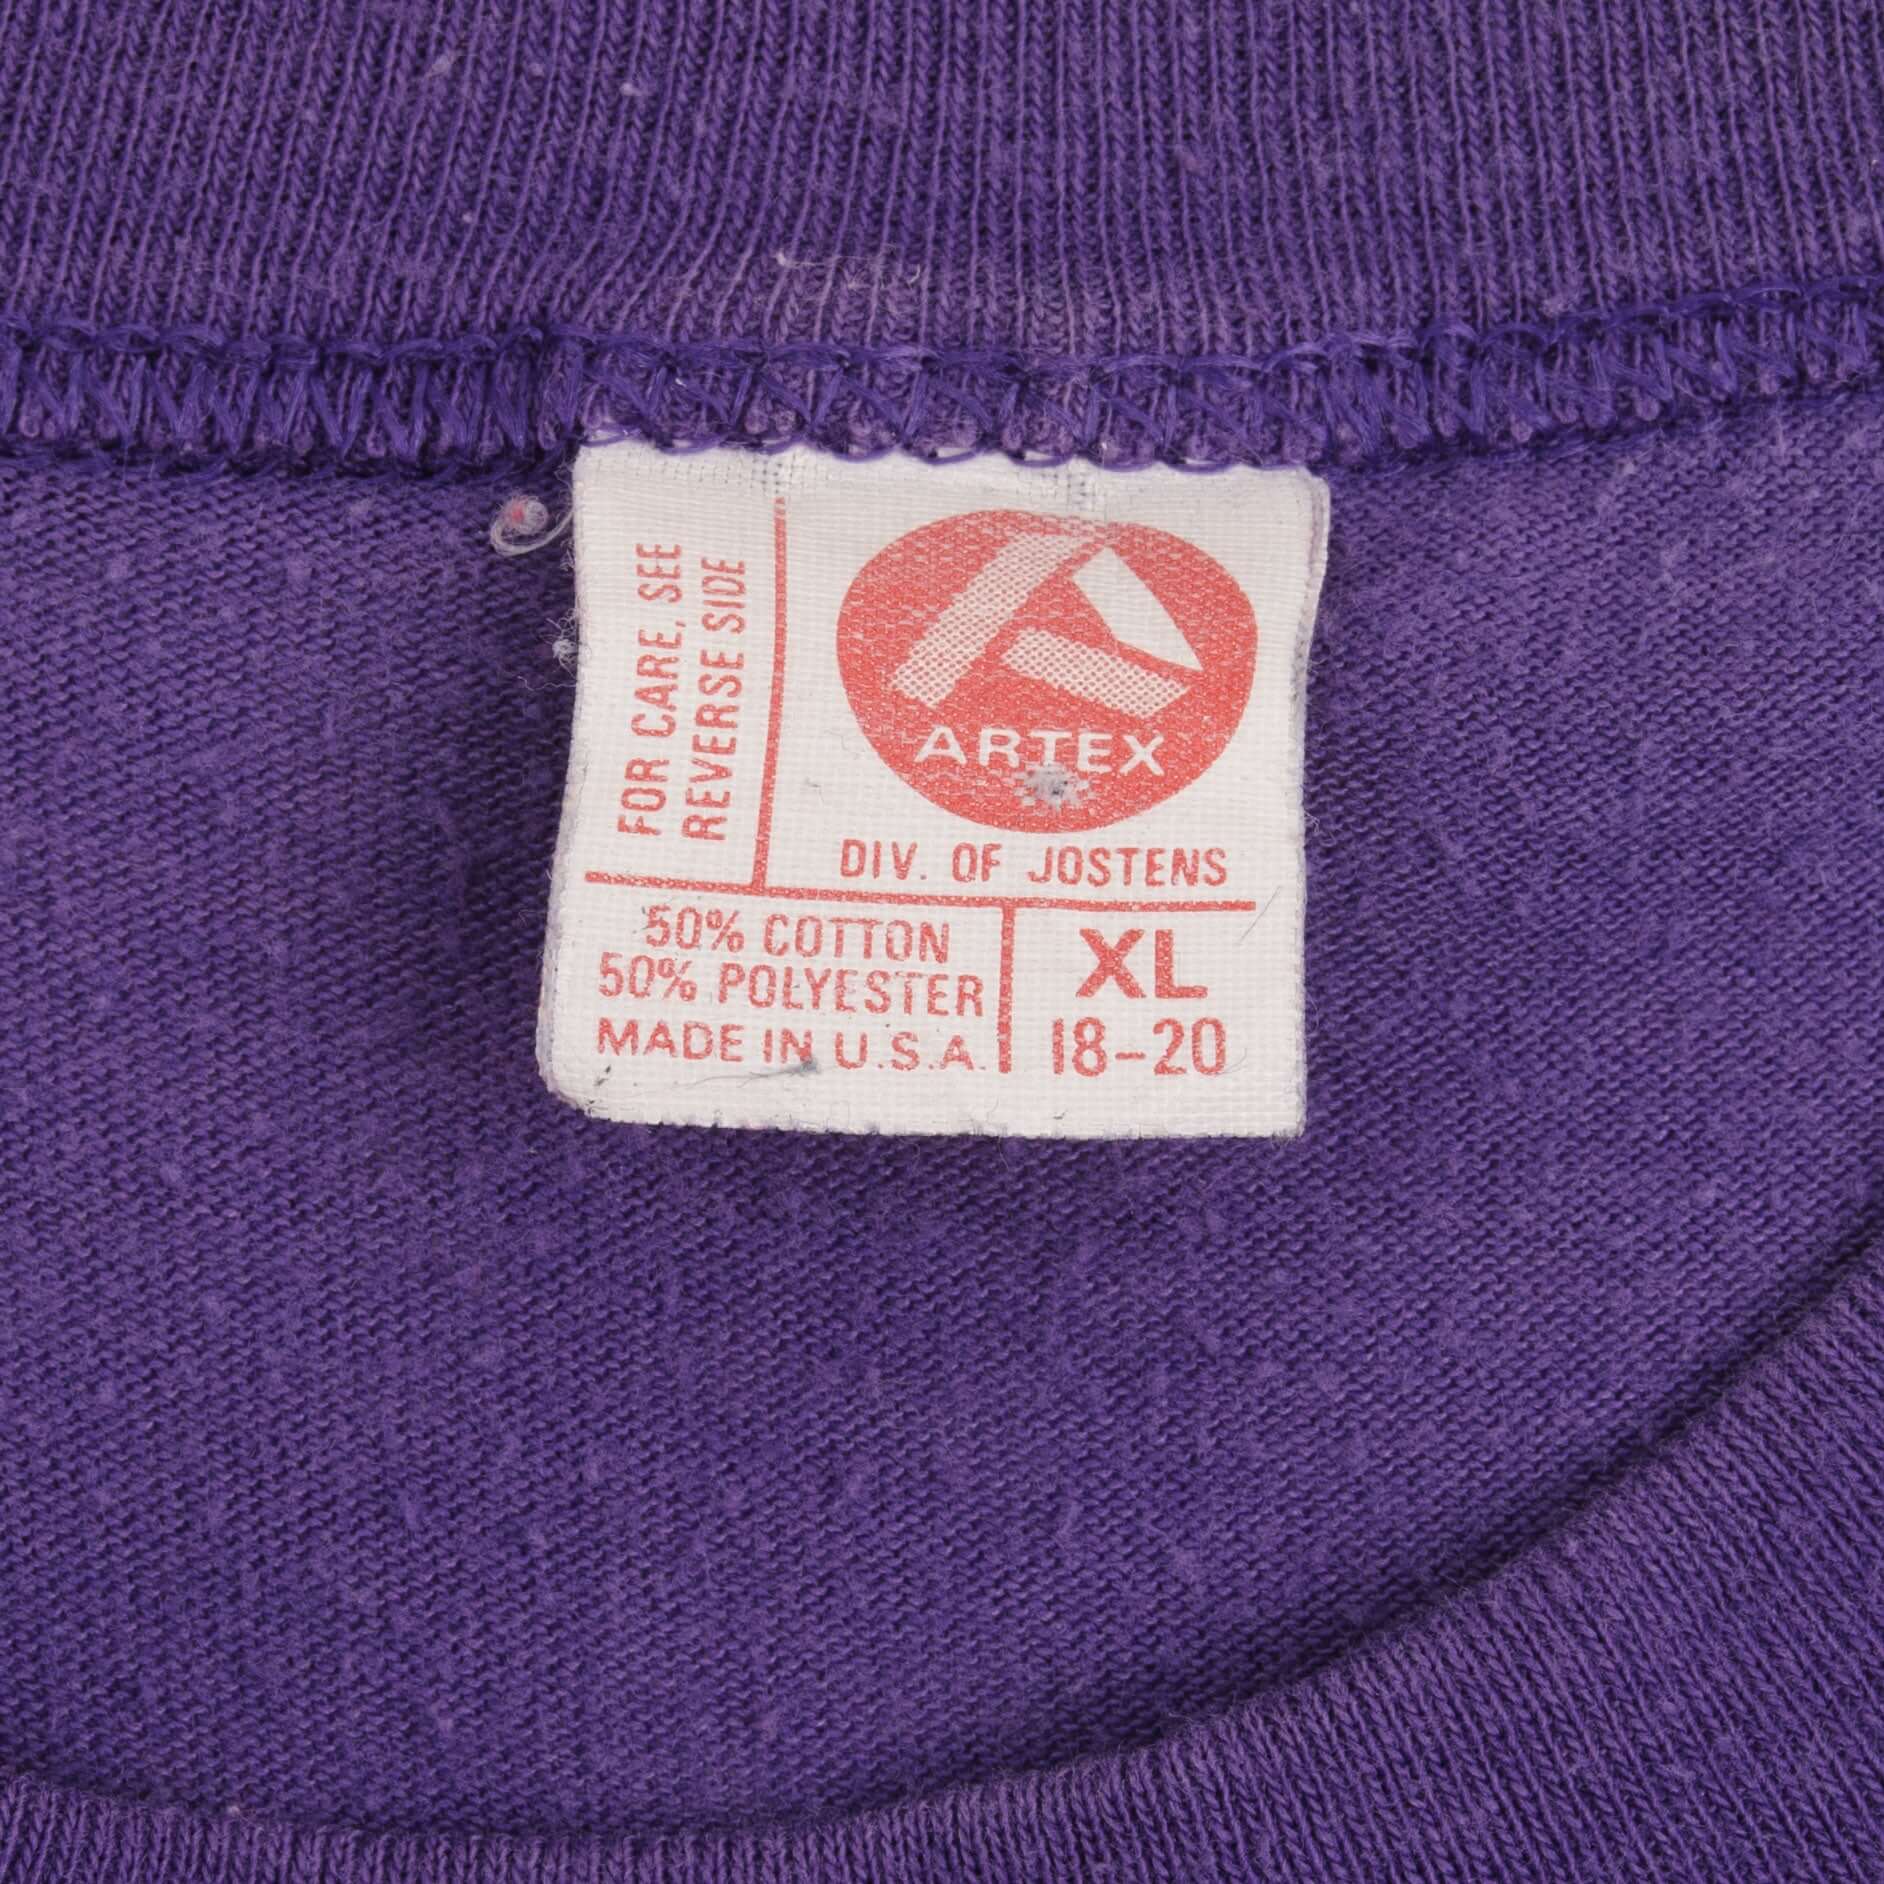 FOR CARE, SEE
REVERSE SIDE
ARTEX
DIV. OF JOSTENS
50% COTTON
50% POLYESTER
MADE IN U.S.A.
XL
18-20